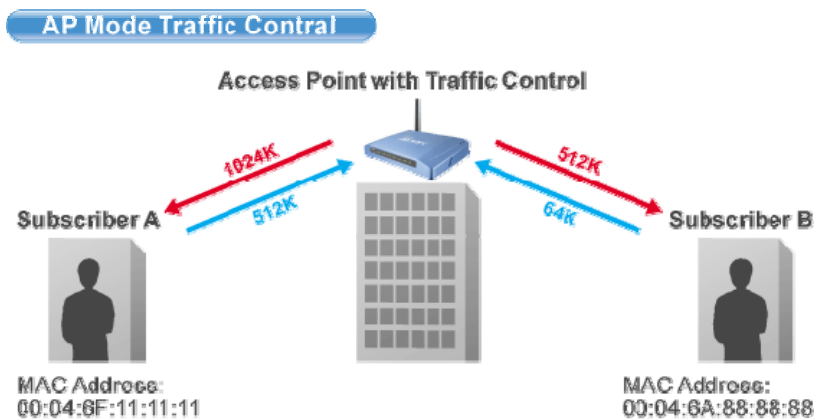 AP Mode Traffic Contral
Access Point with Traffic Control
1024K
512K
512K
64K
Subscriber A
Subscriber B
MAC Address:
00:04:6F:11:11:11
MAC Address:
00:04:6A:88:88:88